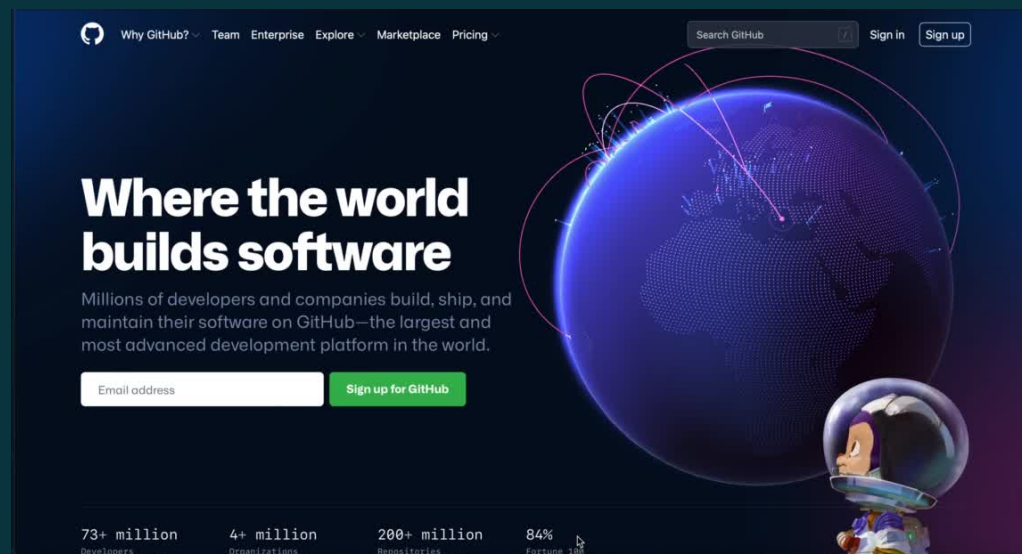 Why GitHub? Team Enterprise Explore Marketplace Pricing
Search GitHub /
Sign in
Sign up
Where the world
builds software
Millions of developers and companies build, ship, and
maintain their software on GitHub—the largest and
most advanced development platform in the world.
Email address
Sign up for GitHub
73+ million 4+ million 200+ million 84%
Developers Organizations Repositories Fortune 100